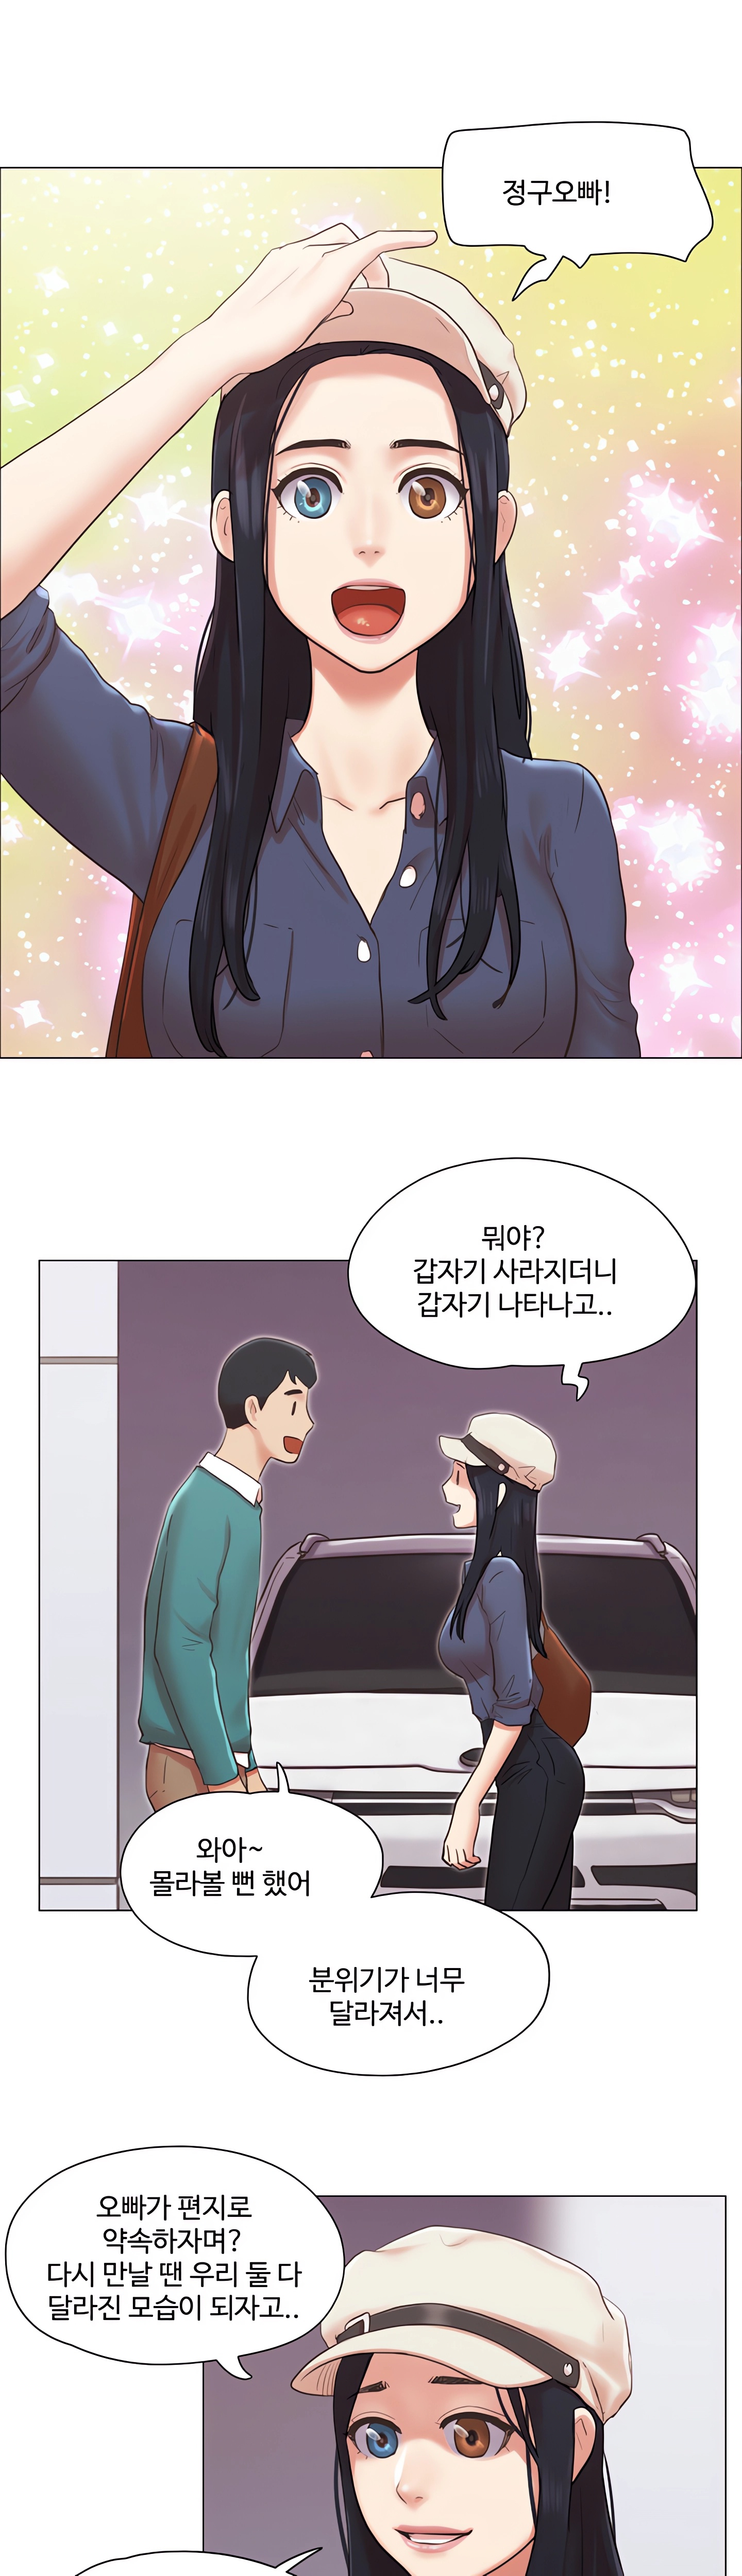 정구오빠!
뭐야?
갑자기 사라지더니
갑자기 나타나고..
와아~
몰라볼 뻔 했어
분위기가 너무
달라져서..
오빠가 편지로
약속하자며?
다시 만날 땐 우리 둘 다
달라진 모습이 되자고..